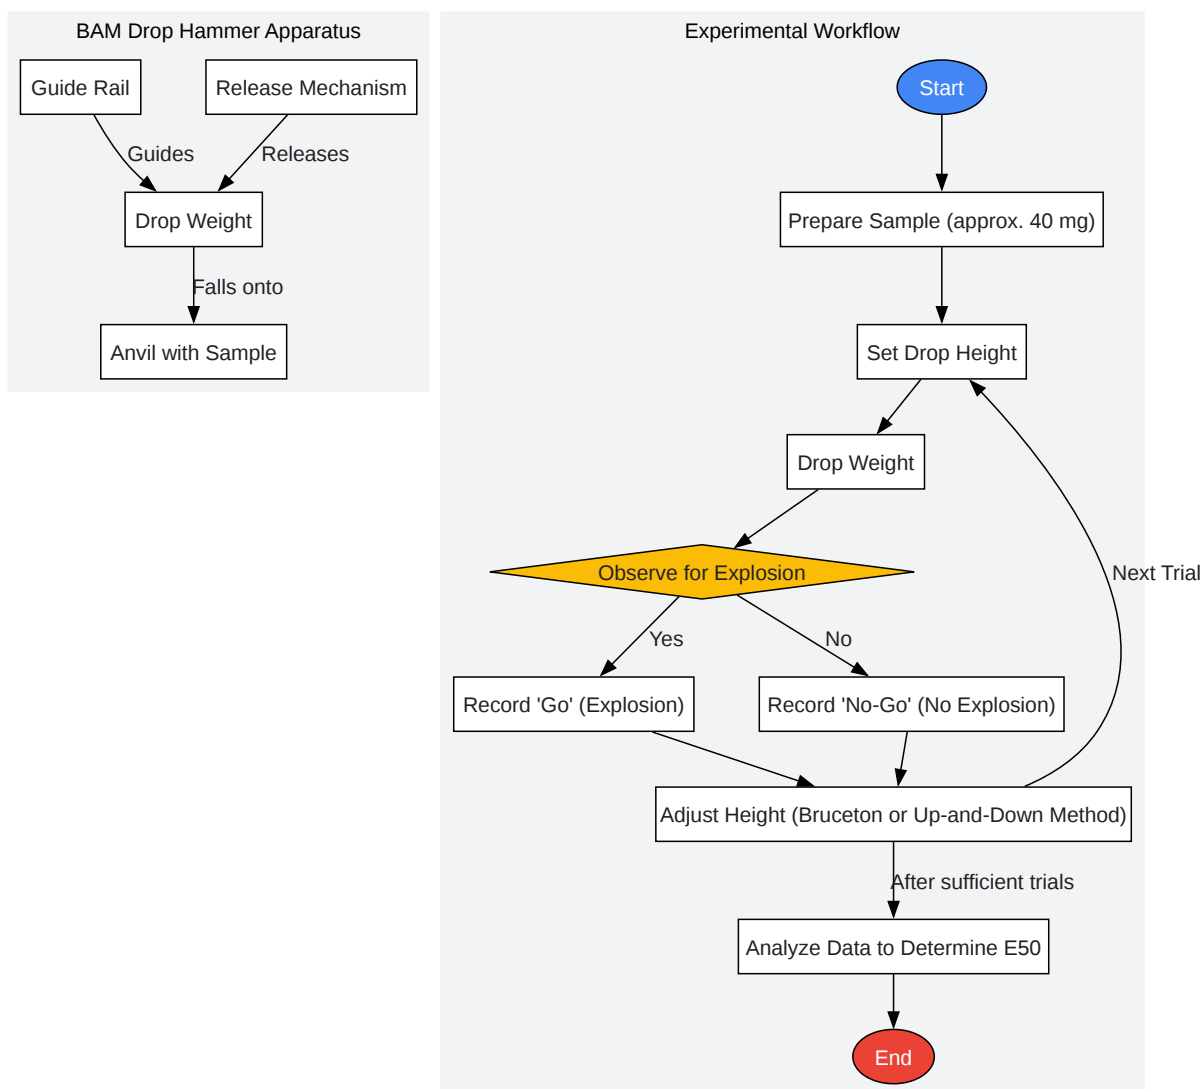 BAM Drop Hammer Apparatus
Guide Rail
Release Mechanism
Guides
Releases
Drop Weight
Falls onto
Anvil with Sample
Experimental Workflow
Start
Prepare Sample (approx. 40 mg)
Set Drop Height
Drop Weight
Observe for Explosion
Next Trial
Yes
No
Record 'Go' (Explosion)
Record 'No-Go' (No Explosion)
Adjust Height (Bruceton or Up-and-Down Method)
After sufficient trials
Analyze Data to Determine E50
End